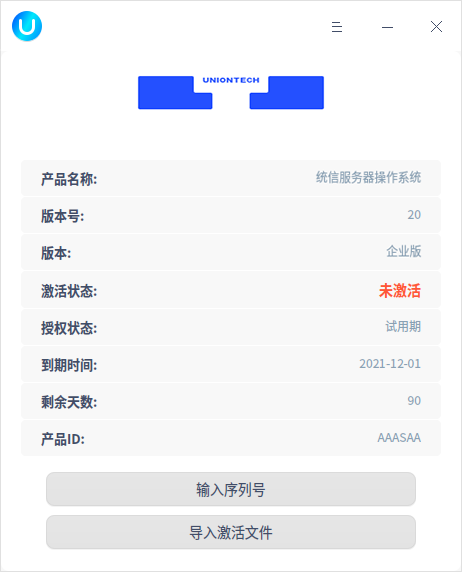 UNIONTECH
产品名称: 统信服务器操作系统
版本号: 20
版本: 企业版
激活状态: 未激活
授权状态: 试用期
到期时间: 2021-12-01
剩余天数: 90
产品ID: AAASAA
输入序列号
导入激活文件